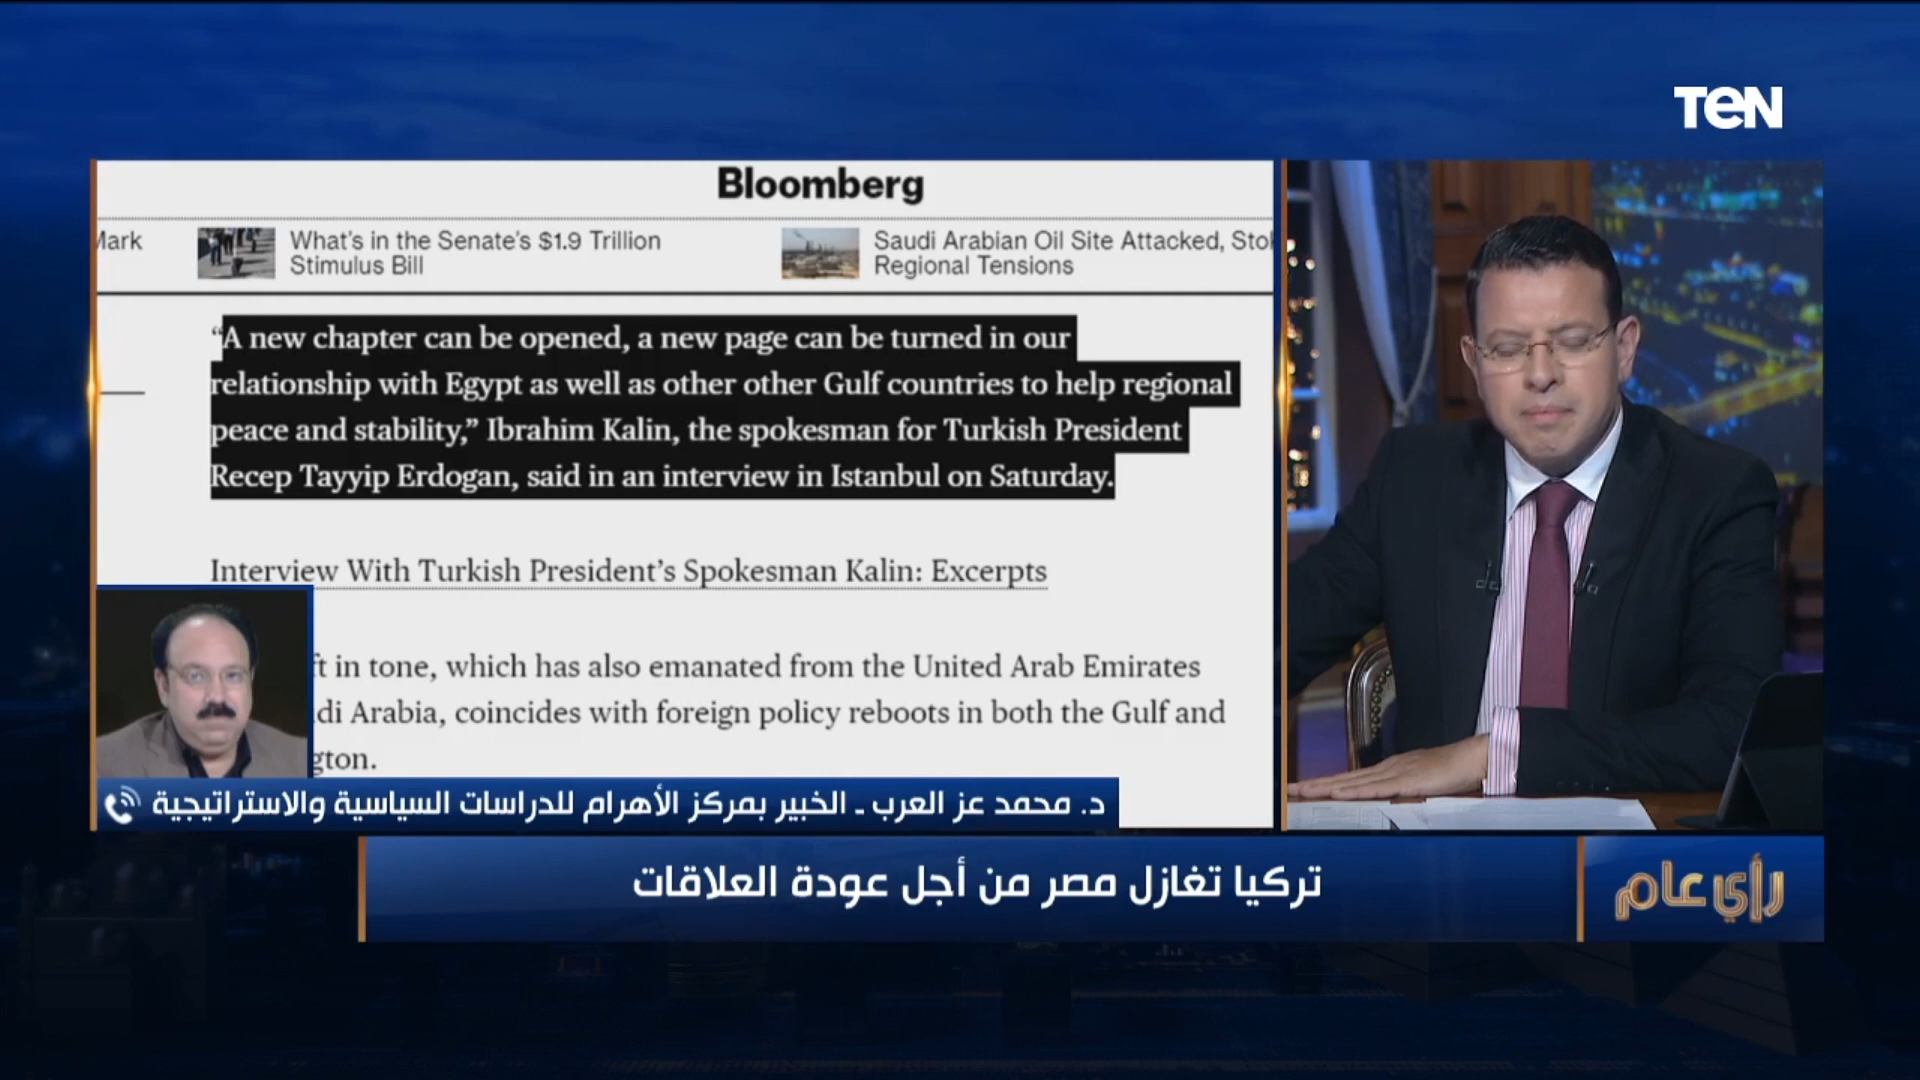 TEN
Bloomberg
Mark
What's in the Senate's $1.9 Trillion
Stimulus Bill
Saudi Arabian Oil Site Attacked,
Regional Tensions
“A new chapter can be opened, a new page can be turned in our
relationship with Egypt as well as other other Gulf countries to help regional
peace and stability,” Ibrahim Kalin, the spokesman for Turkish President
Recep Tayyip Erdogan, said in an interview in Istanbul on Saturday.
Interview With Turkish President's Spokesman Kalin: Excerpts
ft in tone, which has also emanated from the United Arab Emirates
di Arabia, coincides with foreign policy reboots in both the Gulf and
gton.
د. محمد عز العرب - الخبير بمركز الأهرام للدراسات السياسية والاستراتيجية
تركيا تغازل مصر من أجل عودة العلاقات
رأي عام